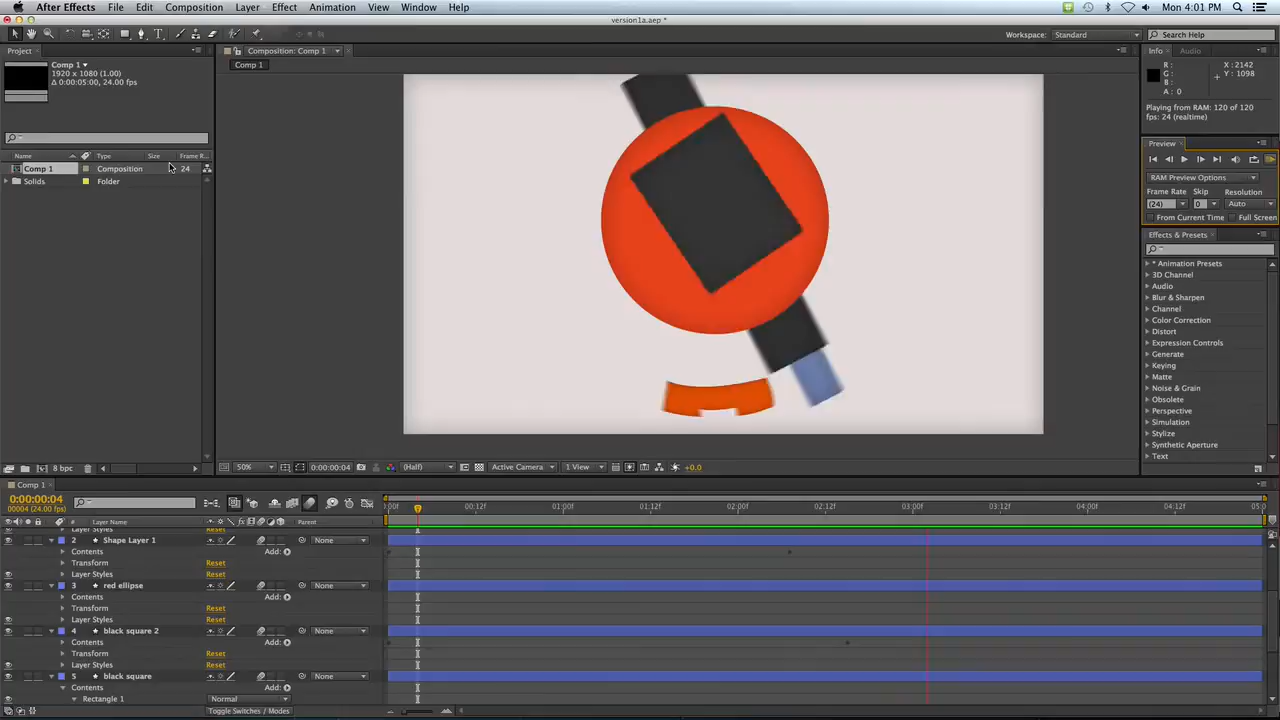 After Effects File Edit Composition Layer Effect Animation View Window Help Mon 4:01 PM
version1a.aep *
Workspace: Standard Search Help
Project Composition: Comp 1 Info Audio
Comp 1
Comp 1
1920 x 1080 (1.00)
Δ 0:00:05:00, 24.00 fps
R :
G :
B :
A : 0
X : 2142
Y : 1098
Playing from RAM: 120 of 120
fps: 24 (realtime)
Preview
RAM Preview Options
Frame Rate Skip Resolution
(24) 0 Auto
From Current Time Full Screen
Name Type Size Frame R...
Comp 1 Composition 24
Solids Folder
Effects & Presets
* Animation Presets
3D Channel
Audio
Blur & Sharpen
Channel
Color Correction
Distort
Expression Controls
Generate
Keying
Matte
Noise & Grain
Obsolete
Perspective
Simulation
Stylize
Synthetic Aperture
Text
8 bpc
50% 0:00:00:04 (Half) Active Camera 1 View +0.0
Comp 1
0:00:00:04
00004 (24.00 fps)
:00f 00:12f 01:00f 01:12f 02:00f 02:12f 03:00f 03:12f 04:00f 04:12f 05:0
# Layer Name Parent
Layer Styles Reset
2 Shape Layer 1 None
Contents Add:
Transform Reset
Layer Styles Reset
3 red ellipse None
Contents Add:
Transform Reset
Layer Styles Reset
4 black square 2 None
Contents Add:
Transform Reset
Layer Styles Reset
5 black square None
Contents Add:
Rectangle 1 Normal
Toggle Switches / Modes